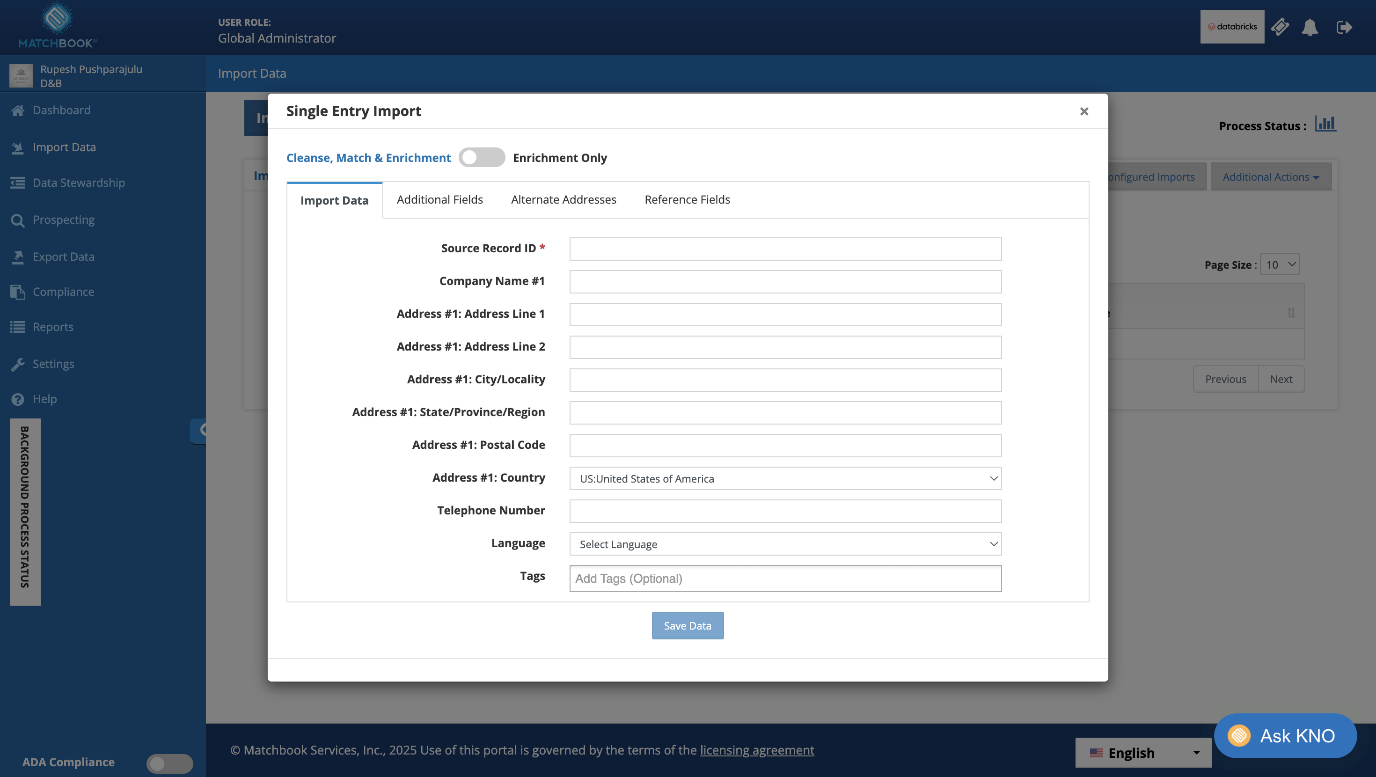 MATCHBOOK
USER ROLE:
Global Administrator
databricks
Rupesh Pushparajulu
D&B
Import Data
Dashboard
Import Data
Data Stewardship
Prospecting
Export Data
Compliance
Reports
Settings
Help
BACKGROUND PROCESS STATUS
ADA Compliance
Process Status :
Additional Actions
Page Size :
10
Previous
Next
Single Entry Import
×
Cleanse, Match & Enrichment
Enrichment Only
Import Data
Additional Fields
Alternate Addresses
Reference Fields
Source Record ID *
Company Name #1
Address #1: Address Line 1
Address #1: Address Line 2
Address #1: City/Locality
Address #1: State/Province/Region
Address #1: Postal Code
Address #1: Country
US:United States of America
Telephone Number
Language
Select Language
Tags
Add Tags (Optional)
Save Data
© Matchbook Services, Inc., 2025 Use of this portal is governed by the terms of the licensing agreement
English
Ask KNO